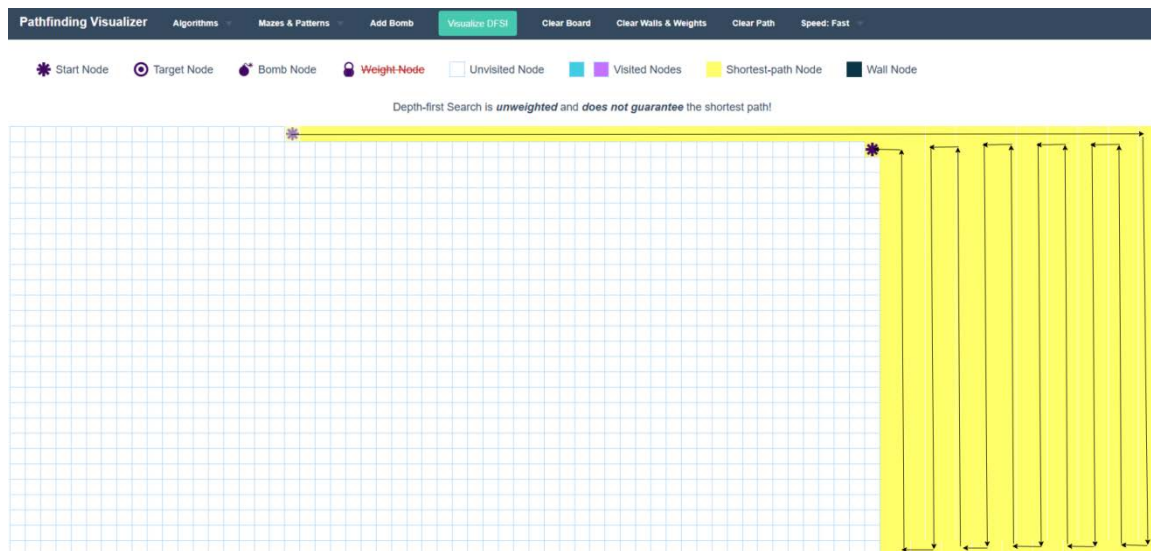 Pathfinding Visualizer Algorithms Mazes & Patterns Add Bomb Visualize DFS! Clear Board Clear Walls & Weights Clear Path Speed: Fast
Start Node Target Node Bomb Node Weight Node Unvisited Node Visited Nodes Shortest-path Node Wall Node
Depth-first Search is unweighted and does not guarantee the shortest path!